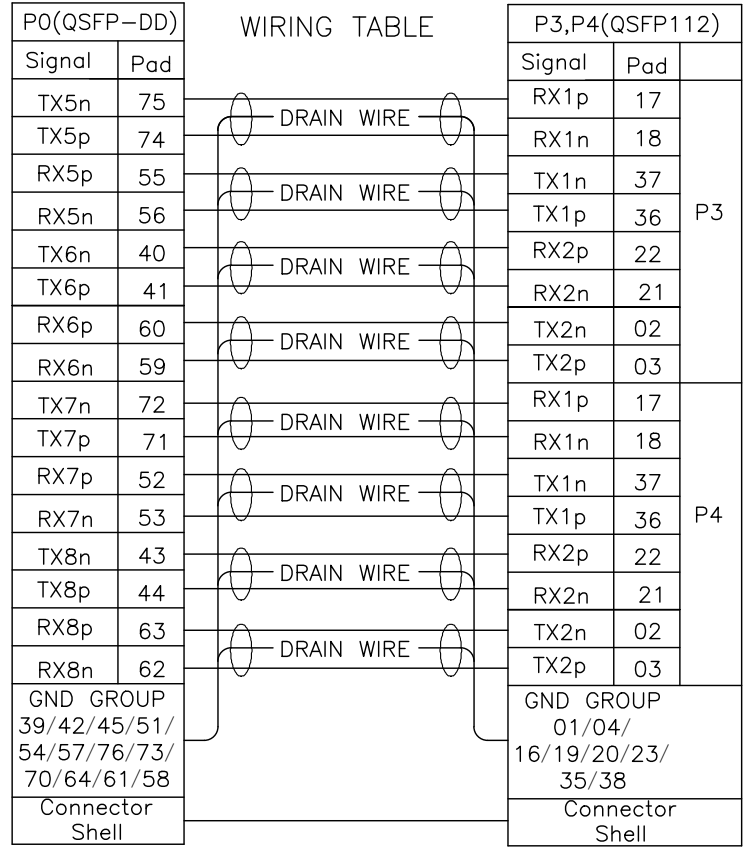 P0(QSFP-DD) WIRING TABLE P3,P4(QSFP112)
Signal Pad Signal Pad
TX5n 75 RX1p 17
DRAIN WIRE
TX5p 74 RX1n 18
RX5p 55 TX1n 37
DRAIN WIRE
RX5n 56 TX1p 36 P3
TX6n 40 RX2p 22
DRAIN WIRE
TX6p 41 RX2n 21
RX6p 60 TX2n 02
DRAIN WIRE
RX6n 59 TX2p 03
TX7n 72 RX1p 17
DRAIN WIRE
TX7p 71 RX1n 18
RX7p 52 TX1n 37
DRAIN WIRE
RX7n 53 TX1p 36 P4
TX8n 43 RX2p 22
DRAIN WIRE
TX8p 44 RX2n 21
RX8p 63 TX2n 02
DRAIN WIRE
RX8n 62 TX2p 03
GND GROUP
39/42/45/51/
54/57/76/73/
70/64/61/58
GND GROUP
01/04/
16/19/20/23/
35/38
Connector
Shell
Connector
Shell